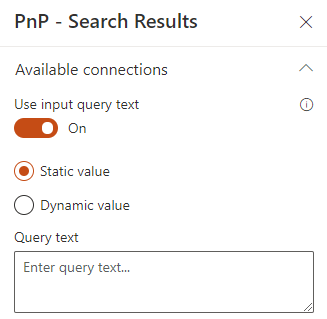 PnP - Search Results
Available connections
Use input query text
On
Static value
Dynamic value
Query text
Enter query text...